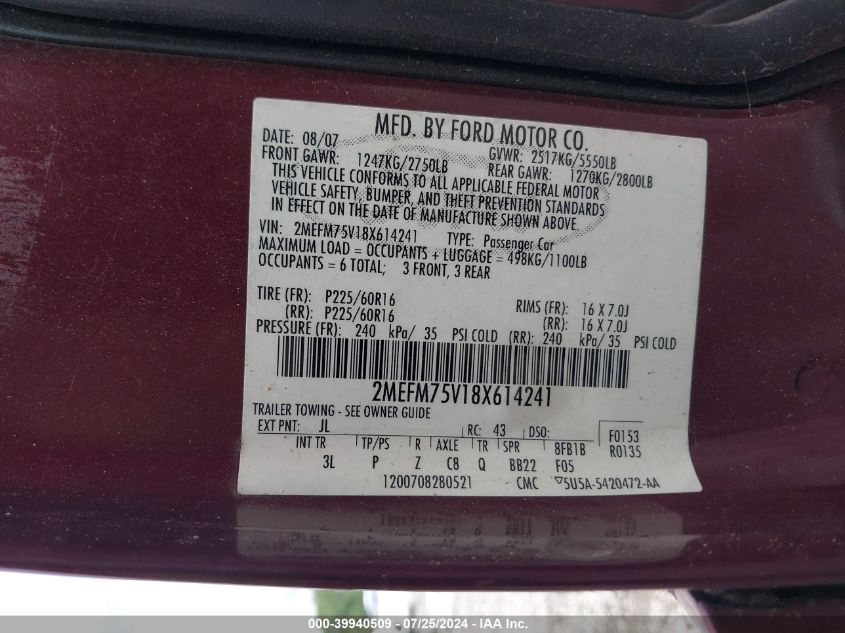 MFD. BY FORD MOTOR CO.
DATE: 08/07 GVWR: 2517KG/5550LB
FRONT GAWR: 1247KG/2750LB REAR GAWR: 1270KG/2800LB
THIS VEHICLE CONFORMS TO ALL APPLICABLE FEDERAL MOTOR
VEHICLE SAFETY, BUMPER, AND THEFT PREVENTION STANDARDS
IN EFFECT ON THE DATE OF MANUFACTURE SHOWN ABOVE.
VIN: 2MEFM75V18X614241 TYPE: Passenger Car
MAXIMUM LOAD = OCCUPANTS + LUGGAGE = 498KG/1100LB
OCCUPANTS = 6 TOTAL; 3 FRONT, 3 REAR
TIRE (FR): P225/60R16 RIMS (FR): 16 X 7.0J
(RR): P225/60R16 (RR): 16 X 7.0J
PRESSURE (FR): 240 kPa/ 35 PSI COLD (RR): 240 kPa/ 35 PSI COLD
2MEFM75V18X614241
TRAILER TOWING - SEE OWNER GUIDE
EXT PNT: JL RC: 43 DSO: F0153
INT TR TP/PS R AXLE TR SPR 8FB1B R0135
3L P Z C8 Q BB22 F05
1200708280521 CMC ▽5U5A-5420472-AA
000-39940509 - 07/25/2024 - IAAI.COM